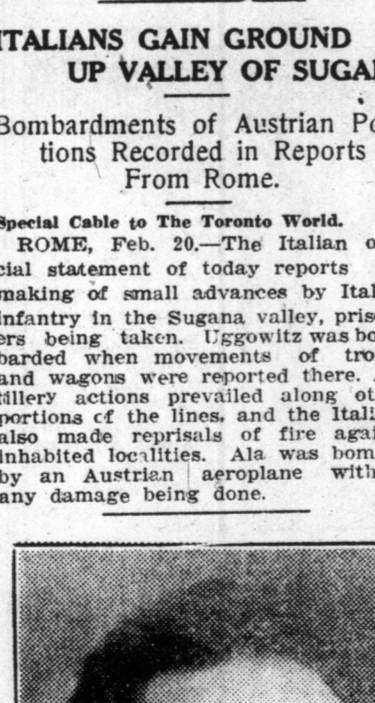 ITALIANS GAIN GROUND
UP VALLEY OF SUGA
Bombardments of Austrian Po
tions Recorded in Reports
From Rome.
Special Cable to The Toronto World.
ROME, Feb. 20.—The Italian o
cial statement of today reports
making of small advances by Ital
infantry in the Sugana valley, pris
ers being taken. Uggowitz was bo
barded when movements of tro
and wagons were reported there. A
tillery actions prevailed along ot
portions of the lines, and the Itali
also made reprisals of fire agai
inhabited localities. Ala was bom
by an Austrian aeroplane with
any damage being done.